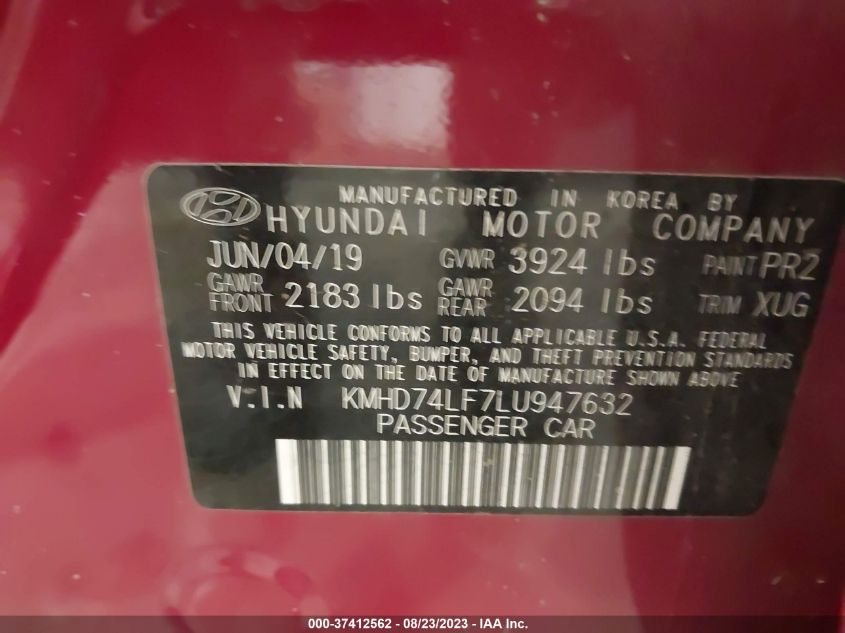 MANUFACTURED IN KOREA BY
HYUNDAI MOTOR COMPANY
JUN/04/19 GVWR 3924 lbs PAINT PR2
GAWR FRONT 2183 lbs GAWR REAR 2094 lbs TRIM XUG
THIS VEHICLE CONFORMS TO ALL APPLICABLE U.S.A. FEDERAL
MOTOR VEHICLE SAFETY, BUMPER, AND THEFT PREVENTION STANDARDS
IN EFFECT ON THE DATE OF MANUFACTURE SHOWN ABOVE
V.I.N KMHD74LF7LU947632
PASSENGER CAR
000-37412562 - 08/23/2023 - © IAA, Inc.